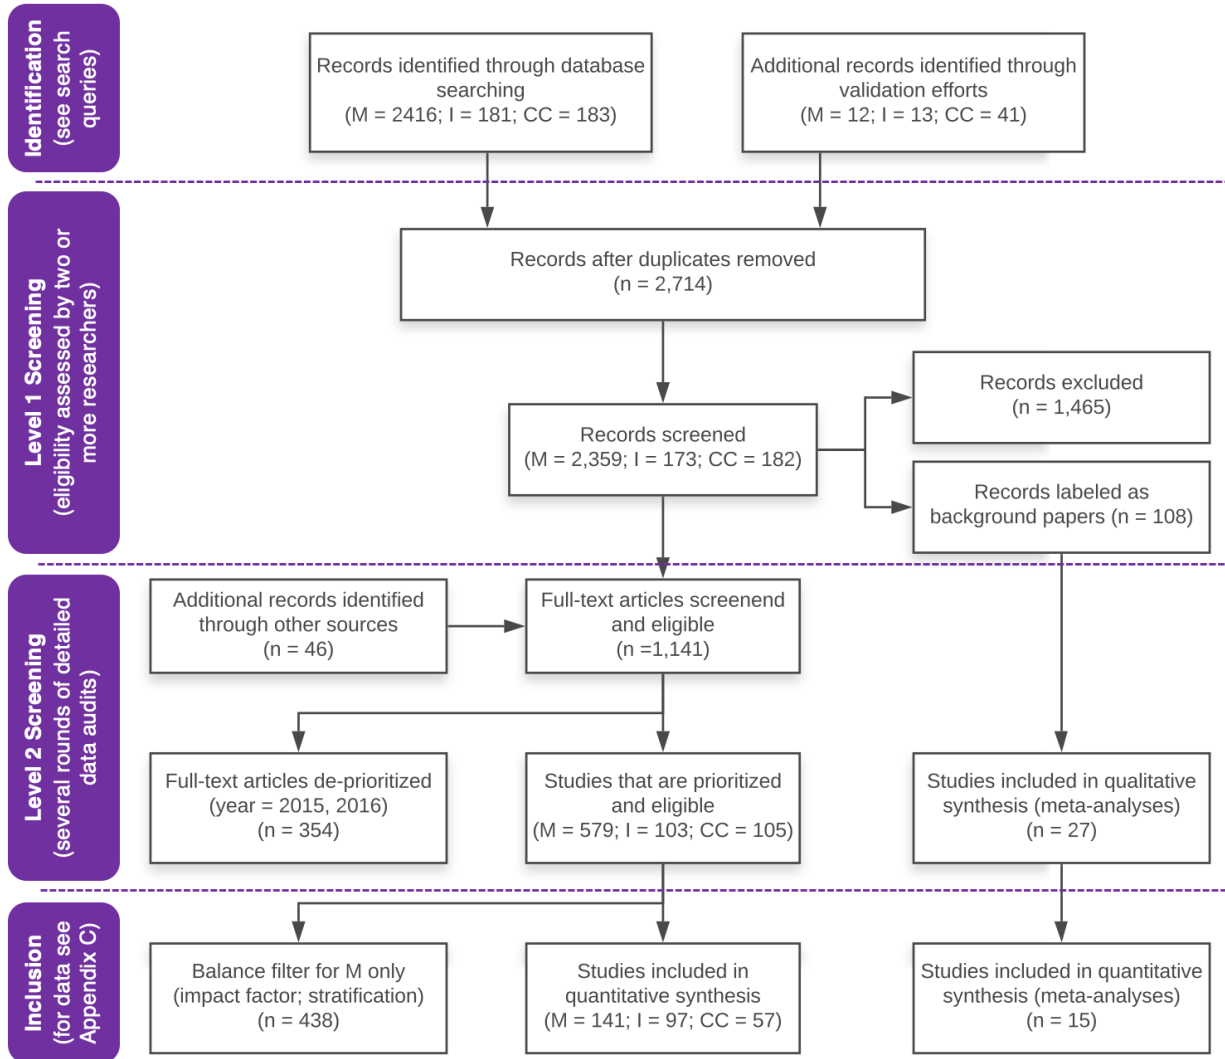 Identification
(see search
queries)
Records identified through database
searching
(M = 2416; I = 181; CC = 183)
Additional records identified through
validation efforts
(M = 12; I = 13; CC = 41)
Level 1 Screening
(eligibility assessed by two or
more researchers)
Records after duplicates removed
(n = 2,714)
Records screened
(M = 2,359; I = 173; CC = 182)
Records excluded
(n = 1,465)
Records labeled as
background papers (n = 108)
Level 2 Screening
(several rounds of detailed
data audits)
Additional records identified
through other sources
(n = 46)
Full-text articles screenend
and eligible
(n =1,141)
Full-text articles de-prioritized
(year = 2015, 2016)
(n = 354)
Studies that are prioritized
and eligible
(M = 579; I = 103; CC = 105)
Studies included in qualitative
synthesis (meta-analyses)
(n = 27)
Inclusion
(for data see
Appendix C)
Balance filter for M only
(impact factor; stratification)
n = 438)
Studies included in
quantitative synthesis
(M = 141; I = 97; CC = 57)
Studies included in quantitative
synthesis (meta-analyses)
(n = 15)